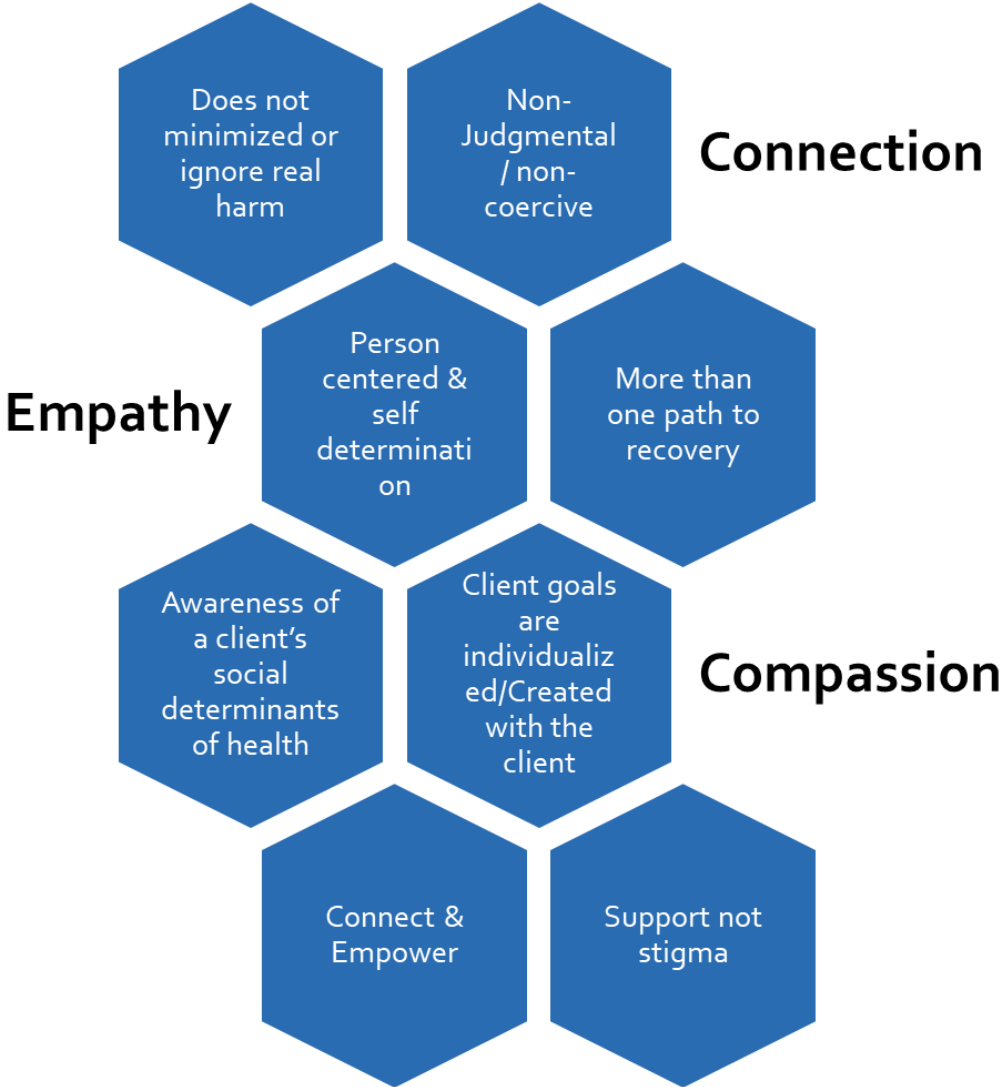 Does not
minimized or
ignore real
harm
Non-
Judgmental
/ non-
coercive
Connection
Empathy
Person
centered &
self
determinati
on
More than
one path to
recovery
Awareness of
a client’s
social
determinants
of health
Client goals
are
individualiz
ed/Created
with the
client
Compassion
Connect &
Empower
Support not
stigma